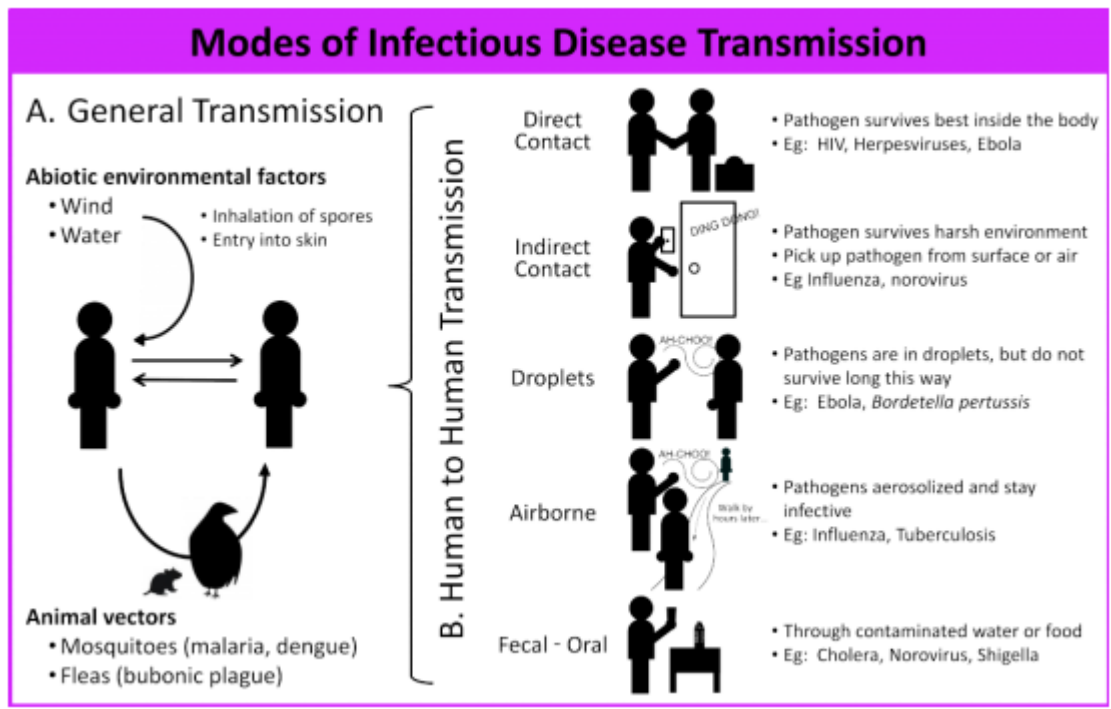 Modes of Infectious Disease Transmission
A. General Transmission
Abiotic environmental factors
• Wind
• Water
• Inhalation of spores
• Entry into skin
Animal vectors
• Mosquitoes (malaria, dengue)
• Fleas (bubonic plague)
B. Human to Human Transmission
Direct
Contact
• Pathogen survives best inside the body
• Eg: HIV, Herpesviruses, Ebola
Indirect
Contact
DING DONG!
• Pathogen survives harsh environment
• Pick up pathogen from surface or air
• Eg Influenza, norovirus
Droplets
AH-CHOO!
• Pathogens are in droplets, but do not
survive long this way
• Eg: Ebola, Bordetella pertussis
Airborne
AH-CHOO!
Walk by
hours later...
• Pathogens aerosolized and stay
infective
• Eg: Influenza, Tuberculosis
Fecal - Oral
• Through contaminated water or food
• Eg: Cholera, Norovirus, Shigella